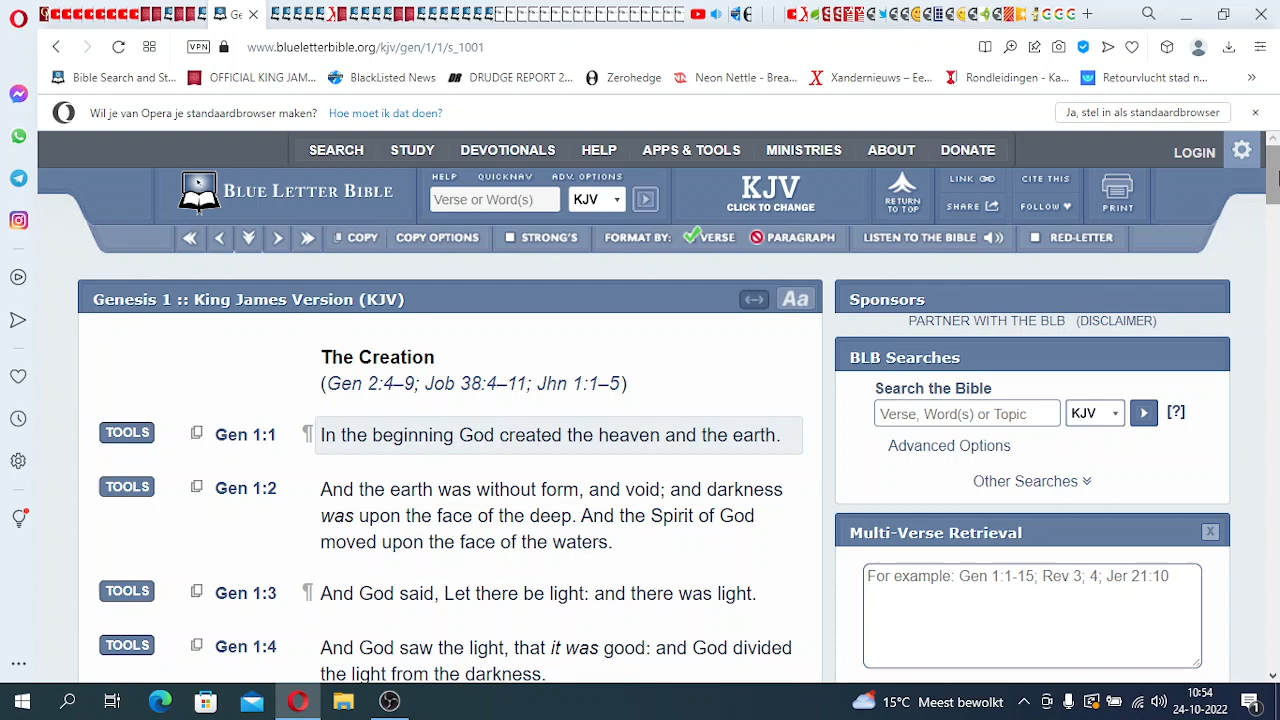 Ge
www.blueletterbible.org/kjv/gen/1/1/s_1001
VPN
Bible Search and St...
OFFICIAL KING JAM...
BlackListed News
DRUDGE REPORT 2...
Zerohedge
Neon Nettle - Brea...
Xandernieuws – Ee...
Rondleidingen - Ka...
Retourvlucht stad n...
Wil je van Opera je standaardbrowser maken? Hoe moet ik dat doen?
Ja, stel in als standaardbrowser
SEARCH STUDY DEVOTIONALS HELP APPS & TOOLS MINISTRIES ABOUT DONATE
LOGIN
BLUE LETTER BIBLE
HELP QUICKNAV ADV. OPTIONS
Verse or Word(s) KJV
KJV
CLICK TO CHANGE
RETURN
TO TOP
LINK
SHARE
CITE THIS
FOLLOW
PRINT
COPY COPY OPTIONS STRONG'S FORMAT BY: VERSE PARAGRAPH LISTEN TO THE BIBLE RED-LETTER
Genesis 1 :: King James Version (KJV)
Aa
The Creation
(Gen 2:4–9; Job 38:4–11; Jhn 1:1–5)
TOOLS Gen 1:1 ¶ In the beginning God created the heaven and the earth.
TOOLS Gen 1:2 And the earth was without form, and void; and darkness
was upon the face of the deep. And the Spirit of God
moved upon the face of the waters.
TOOLS Gen 1:3 ¶ And God said, Let there be light: and there was light.
TOOLS Gen 1:4 And God saw the light, that it was good: and God divided
the light from the darkness.
Sponsors
PARTNER WITH THE BLB (DISCLAIMER)
BLB Searches
Search the Bible
Verse, Word(s) or Topic KJV [?]
Advanced Options
Other Searches
Multi-Verse Retrieval X
For example: Gen 1:1-15; Rev 3; 4; Jer 21:10
15°C Meest bewolkt
10:54
24-10-2022
1